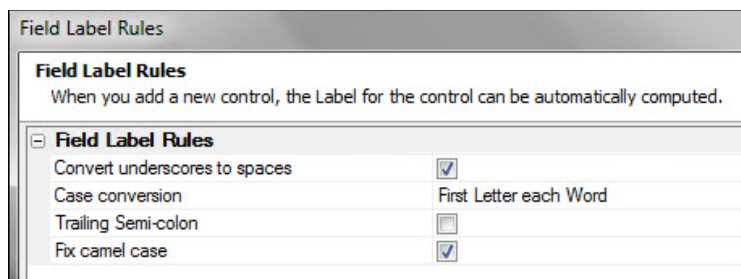 Field Label Rules
Field Label Rules
When you add a new control, the Label for the control can be automatically computed.
Field Label Rules
Convert underscores to spaces
Case conversion First Letter each Word
Trailing Semi-colon
Fix camel case